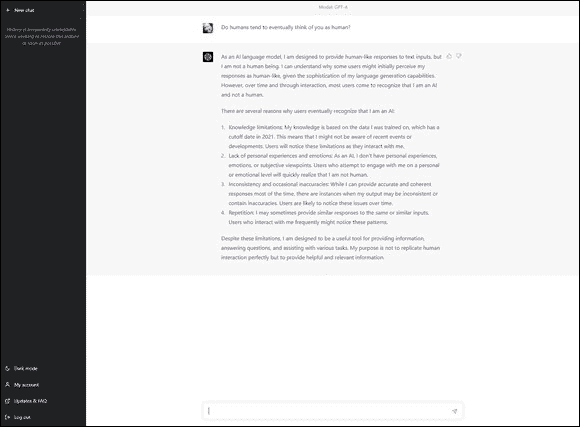 New chat
History is temporarily unavailable.
We're working to restore this feature
as soon as possible!
Dark mode
My account
Updates & FAQ
Log out
Model: GPT-4
Do humans tend to eventually think of you as human?
As an AI language model, I am designed to provide human-like responses to text inputs, but
I am not a human being. I can understand why some users might initially perceive my
responses as human-like, given the sophistication of my language generation capabilities.
However, over time and through interaction, most users come to recognize that I am an AI
and not a human.
There are several reasons why users eventually recognize that I am an AI:
1. Knowledge limitations: My knowledge is based on the data I was trained on, which has a
cutoff date in 2021. This means that I might not be aware of recent events or
developments. Users will notice these limitations as they interact with me.
2. Lack of personal experiences and emotions: As an AI, I don't have personal experiences,
emotions, or subjective viewpoints. Users who attempt to engage with me on a personal
or emotional level will quickly realize that I am not human.
3. Inconsistency and occasional inaccuracies: While I can provide accurate and coherent
responses most of the time, there are instances when my output may be inconsistent or
contain inaccuracies. Users are likely to notice these issues over time.
4. Repetition: I may sometimes provide similar responses to the same or similar inputs.
Users who interact with me frequently might notice these patterns.
Despite these limitations, I am designed to be a useful tool for providing information,
answering questions, and assisting with various tasks. My purpose is not to replicate human
interaction perfectly but to provide helpful and relevant information.